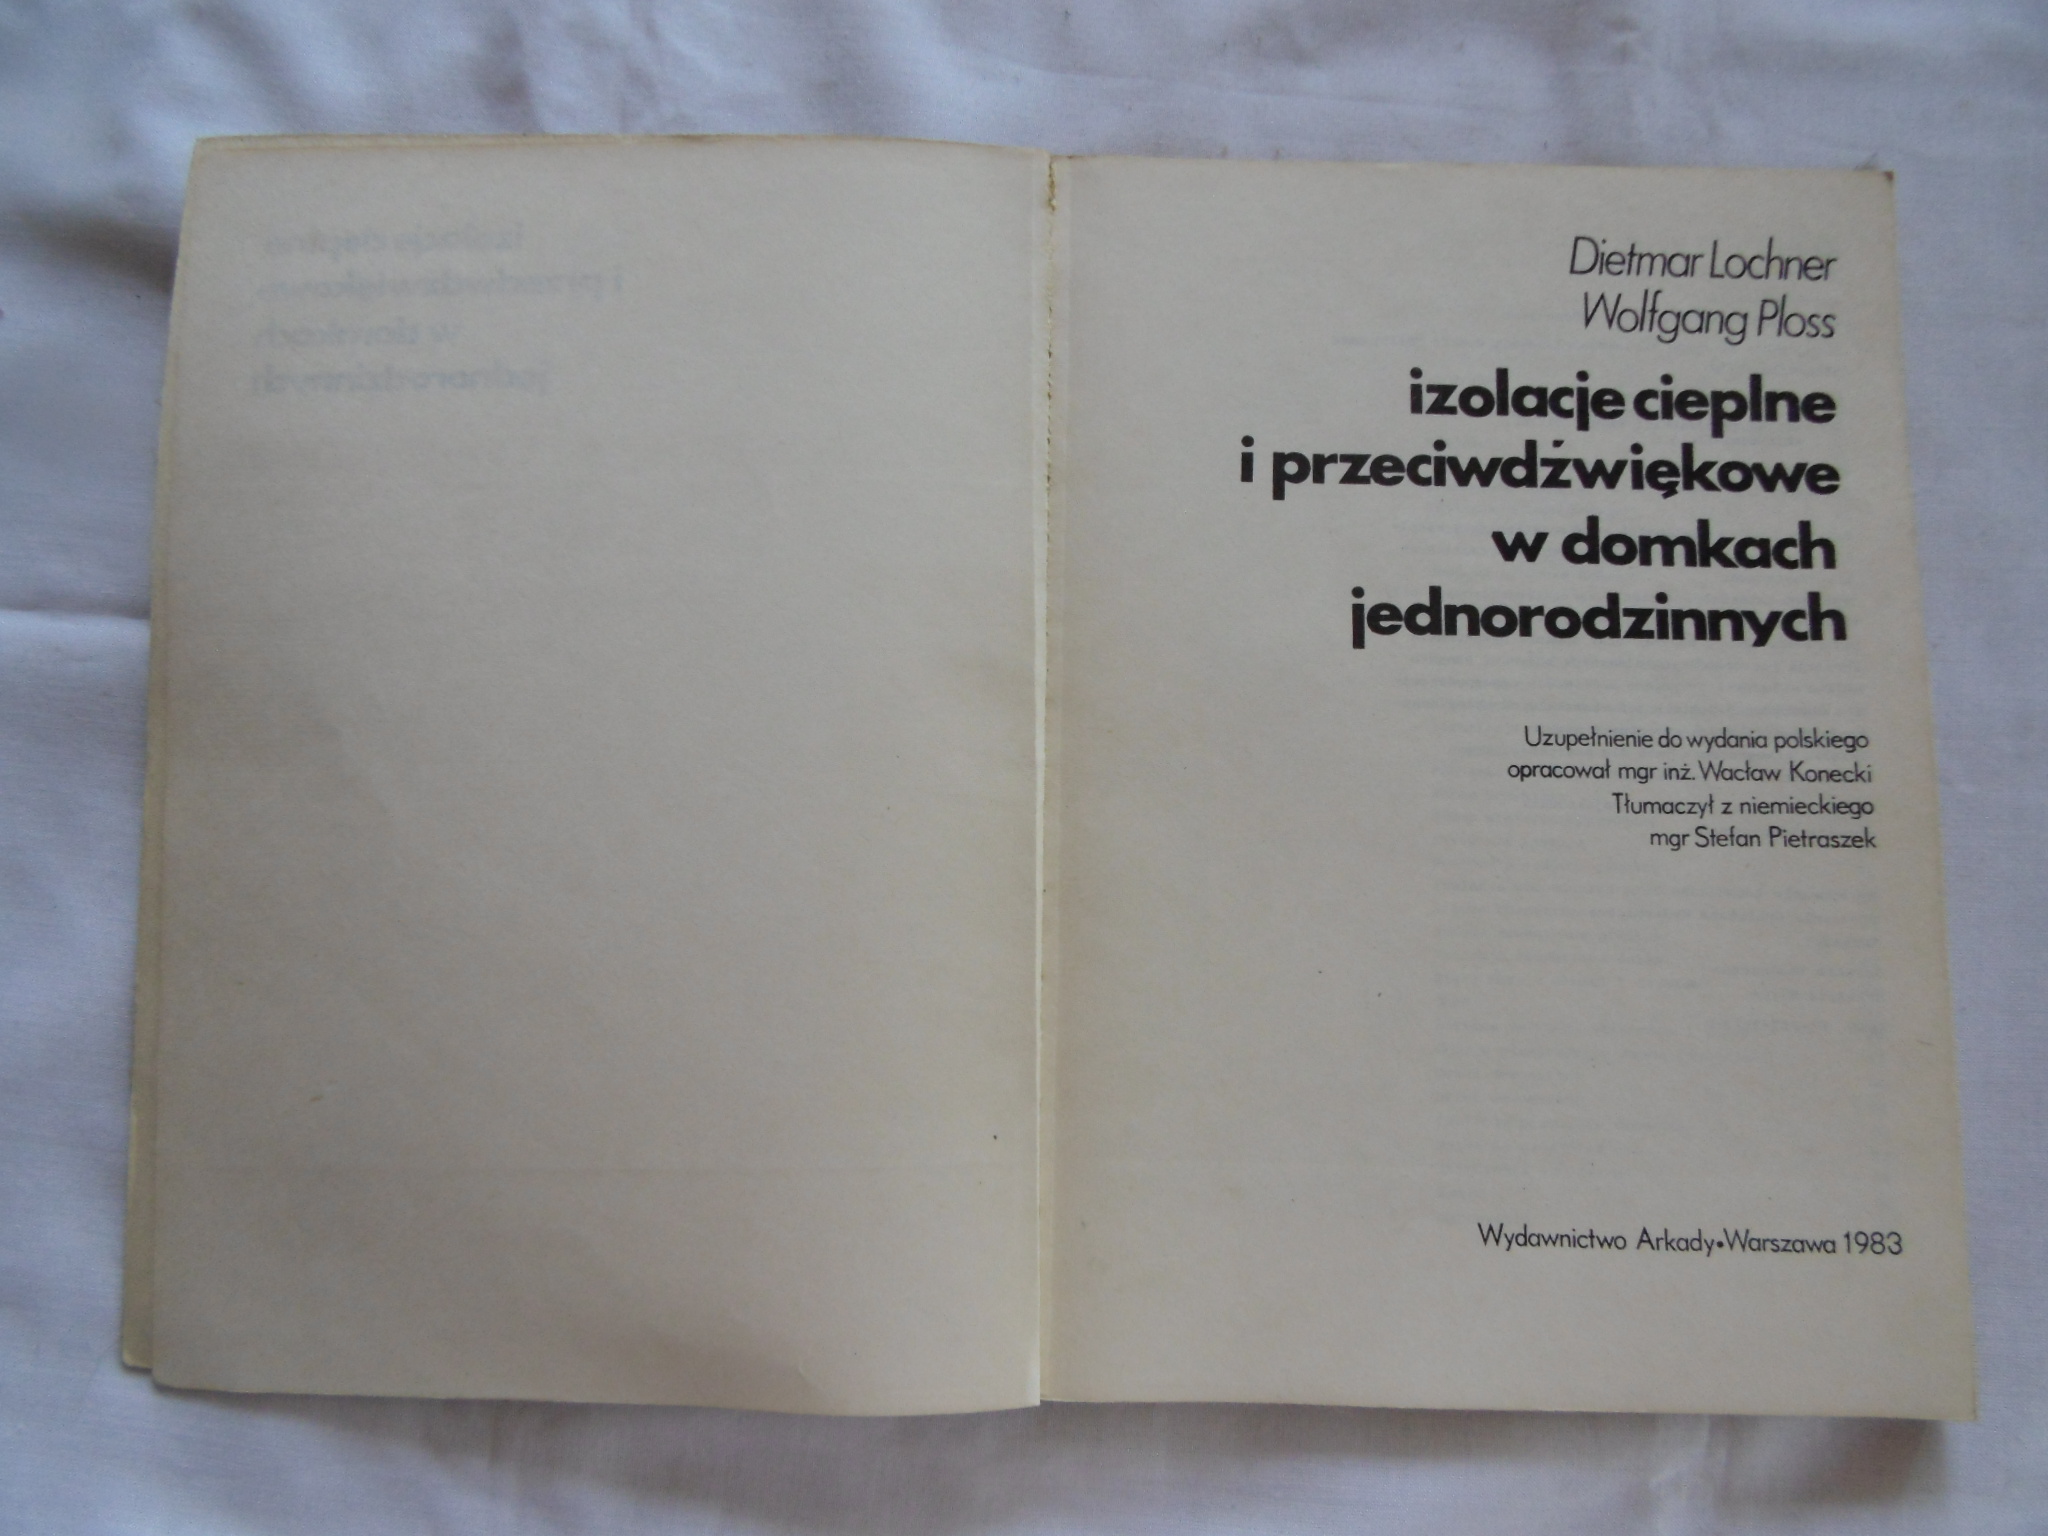 Dietmar Lochner
Wolfgang Ploss
izolacje cieplne
i przeciwdźwiękowe
w domkach
jednorodzinnych
Uzupełnienie do wydania polskiego
opracował mgr inż. Wacław Konecki
Tłumaczył z niemieckiego
mgr Stefan Pietraszek
Wydawnictwo Arkady•Warszawa 1983